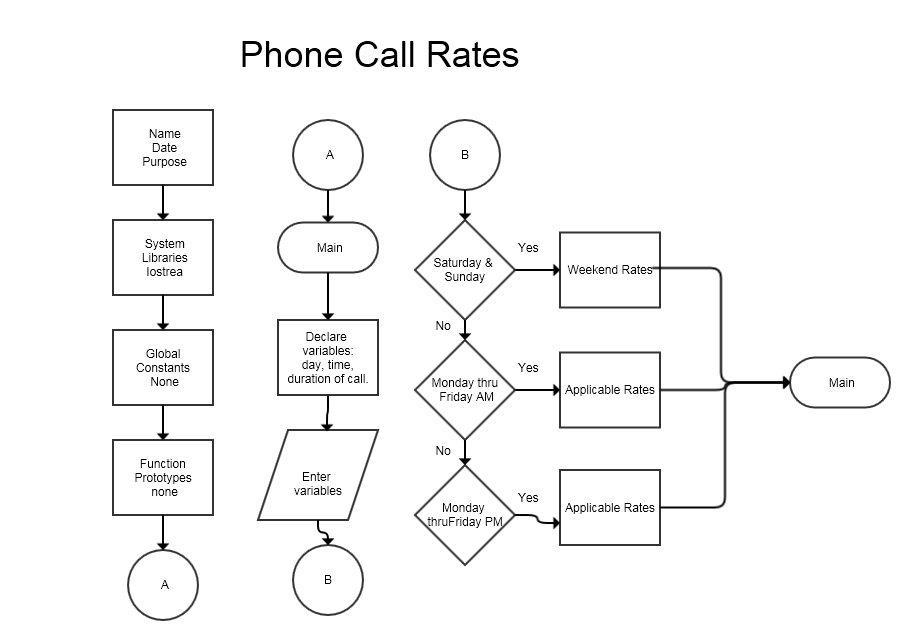 Phone Call Rates
Name
Date
Purpose
System
Libraries
Iostrea
Global
Constants
None
Function
Prototypes
none
A
A
Main
Declare
variables:
day, time,
duration of call.
Enter
variables
B
B
Saturday &
Sunday
Yes
Weekend Rates
No
Monday thru
Friday AM
Yes
Applicable Rates
No
Monday
thruFriday PM
Yes
Applicable Rates
Main